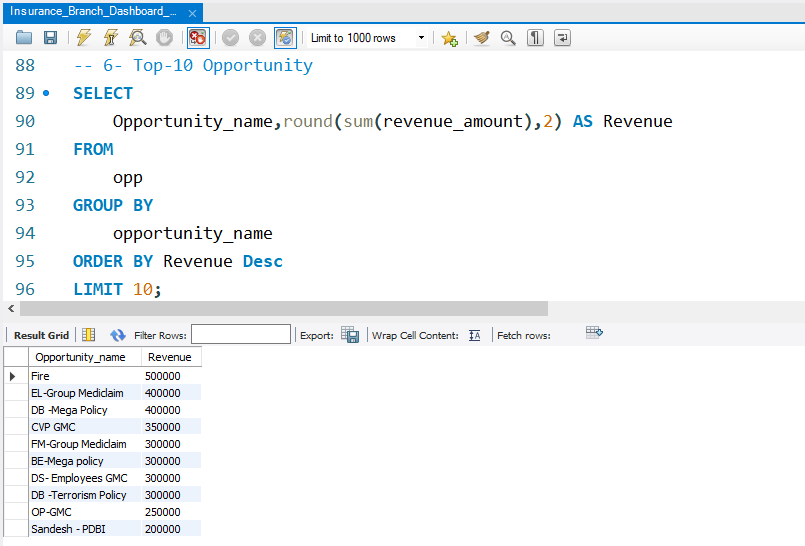 Insurance_Branch_Dashboard_... ×
Limit to 1000 rows
88 -- 6- Top-10 Opportunity
89 SELECT
90 Opportunity_name,round(sum(revenue_amount),2) AS Revenue
91 FROM
92 opp
93 GROUP BY
94 opportunity_name
95 ORDER BY Revenue Desc
96 LIMIT 10;
Result Grid Filter Rows: Export: Wrap Cell Content: Fetch rows:
Opportunity_name Revenue
Fire 500000
EL-Group Mediclaim 400000
DB -Mega Policy 400000
CVP GMC 350000
FM-Group Mediclaim 300000
BE-Mega policy 300000
DS- Employees GMC 300000
DB -Terrorism Policy 300000
OP-GMC 250000
Sandesh - PDBI 200000